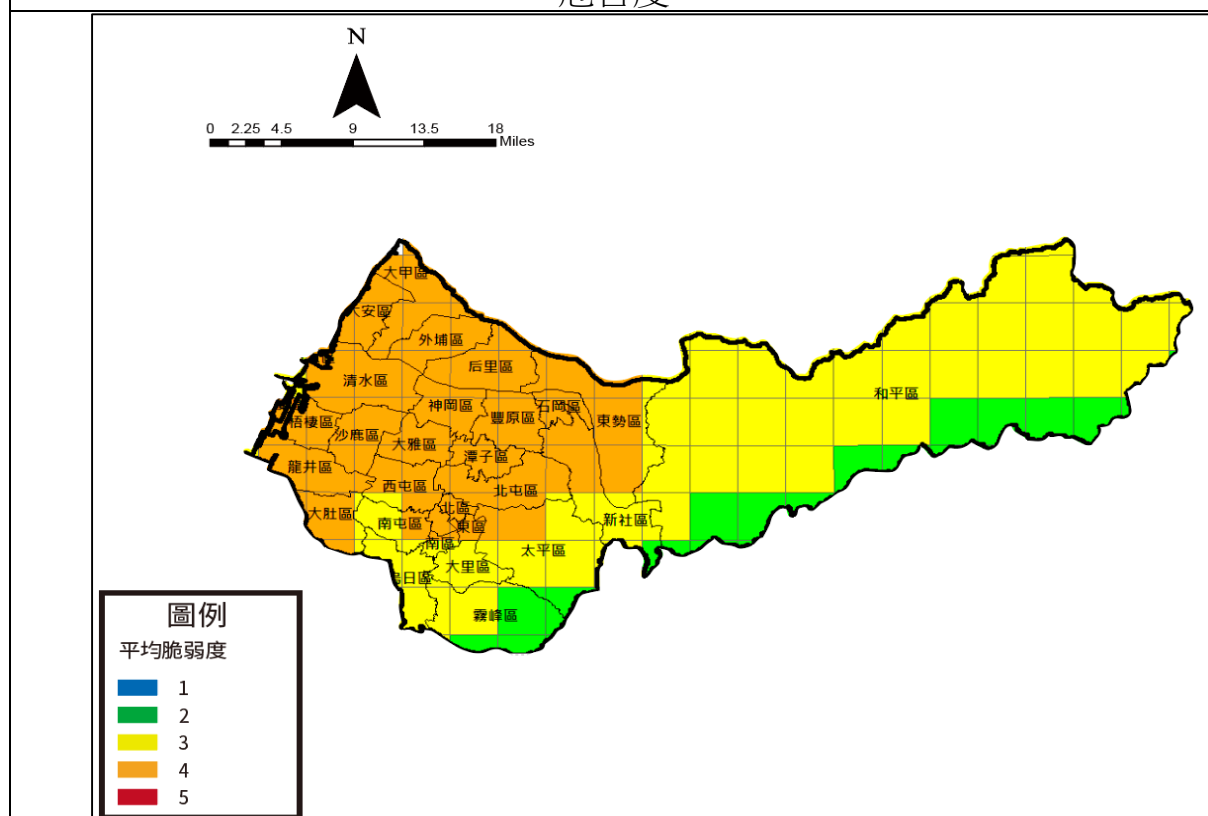 N
0 2.25 4.5 9 13.5 18
Miles
大甲區
大安區
外埔區
后里區
清水區
神岡區
豐原區
石岡區
東勢區
和平區
梧棲區
沙鹿區
大雅區
潭子區
龍井區
西屯區
北屯區
大肚區
南屯區
北區
東區
新社區
南區
太平區
大里區
烏日區
霧峰區
圖例
平均脆弱度
1
2
3
4
5